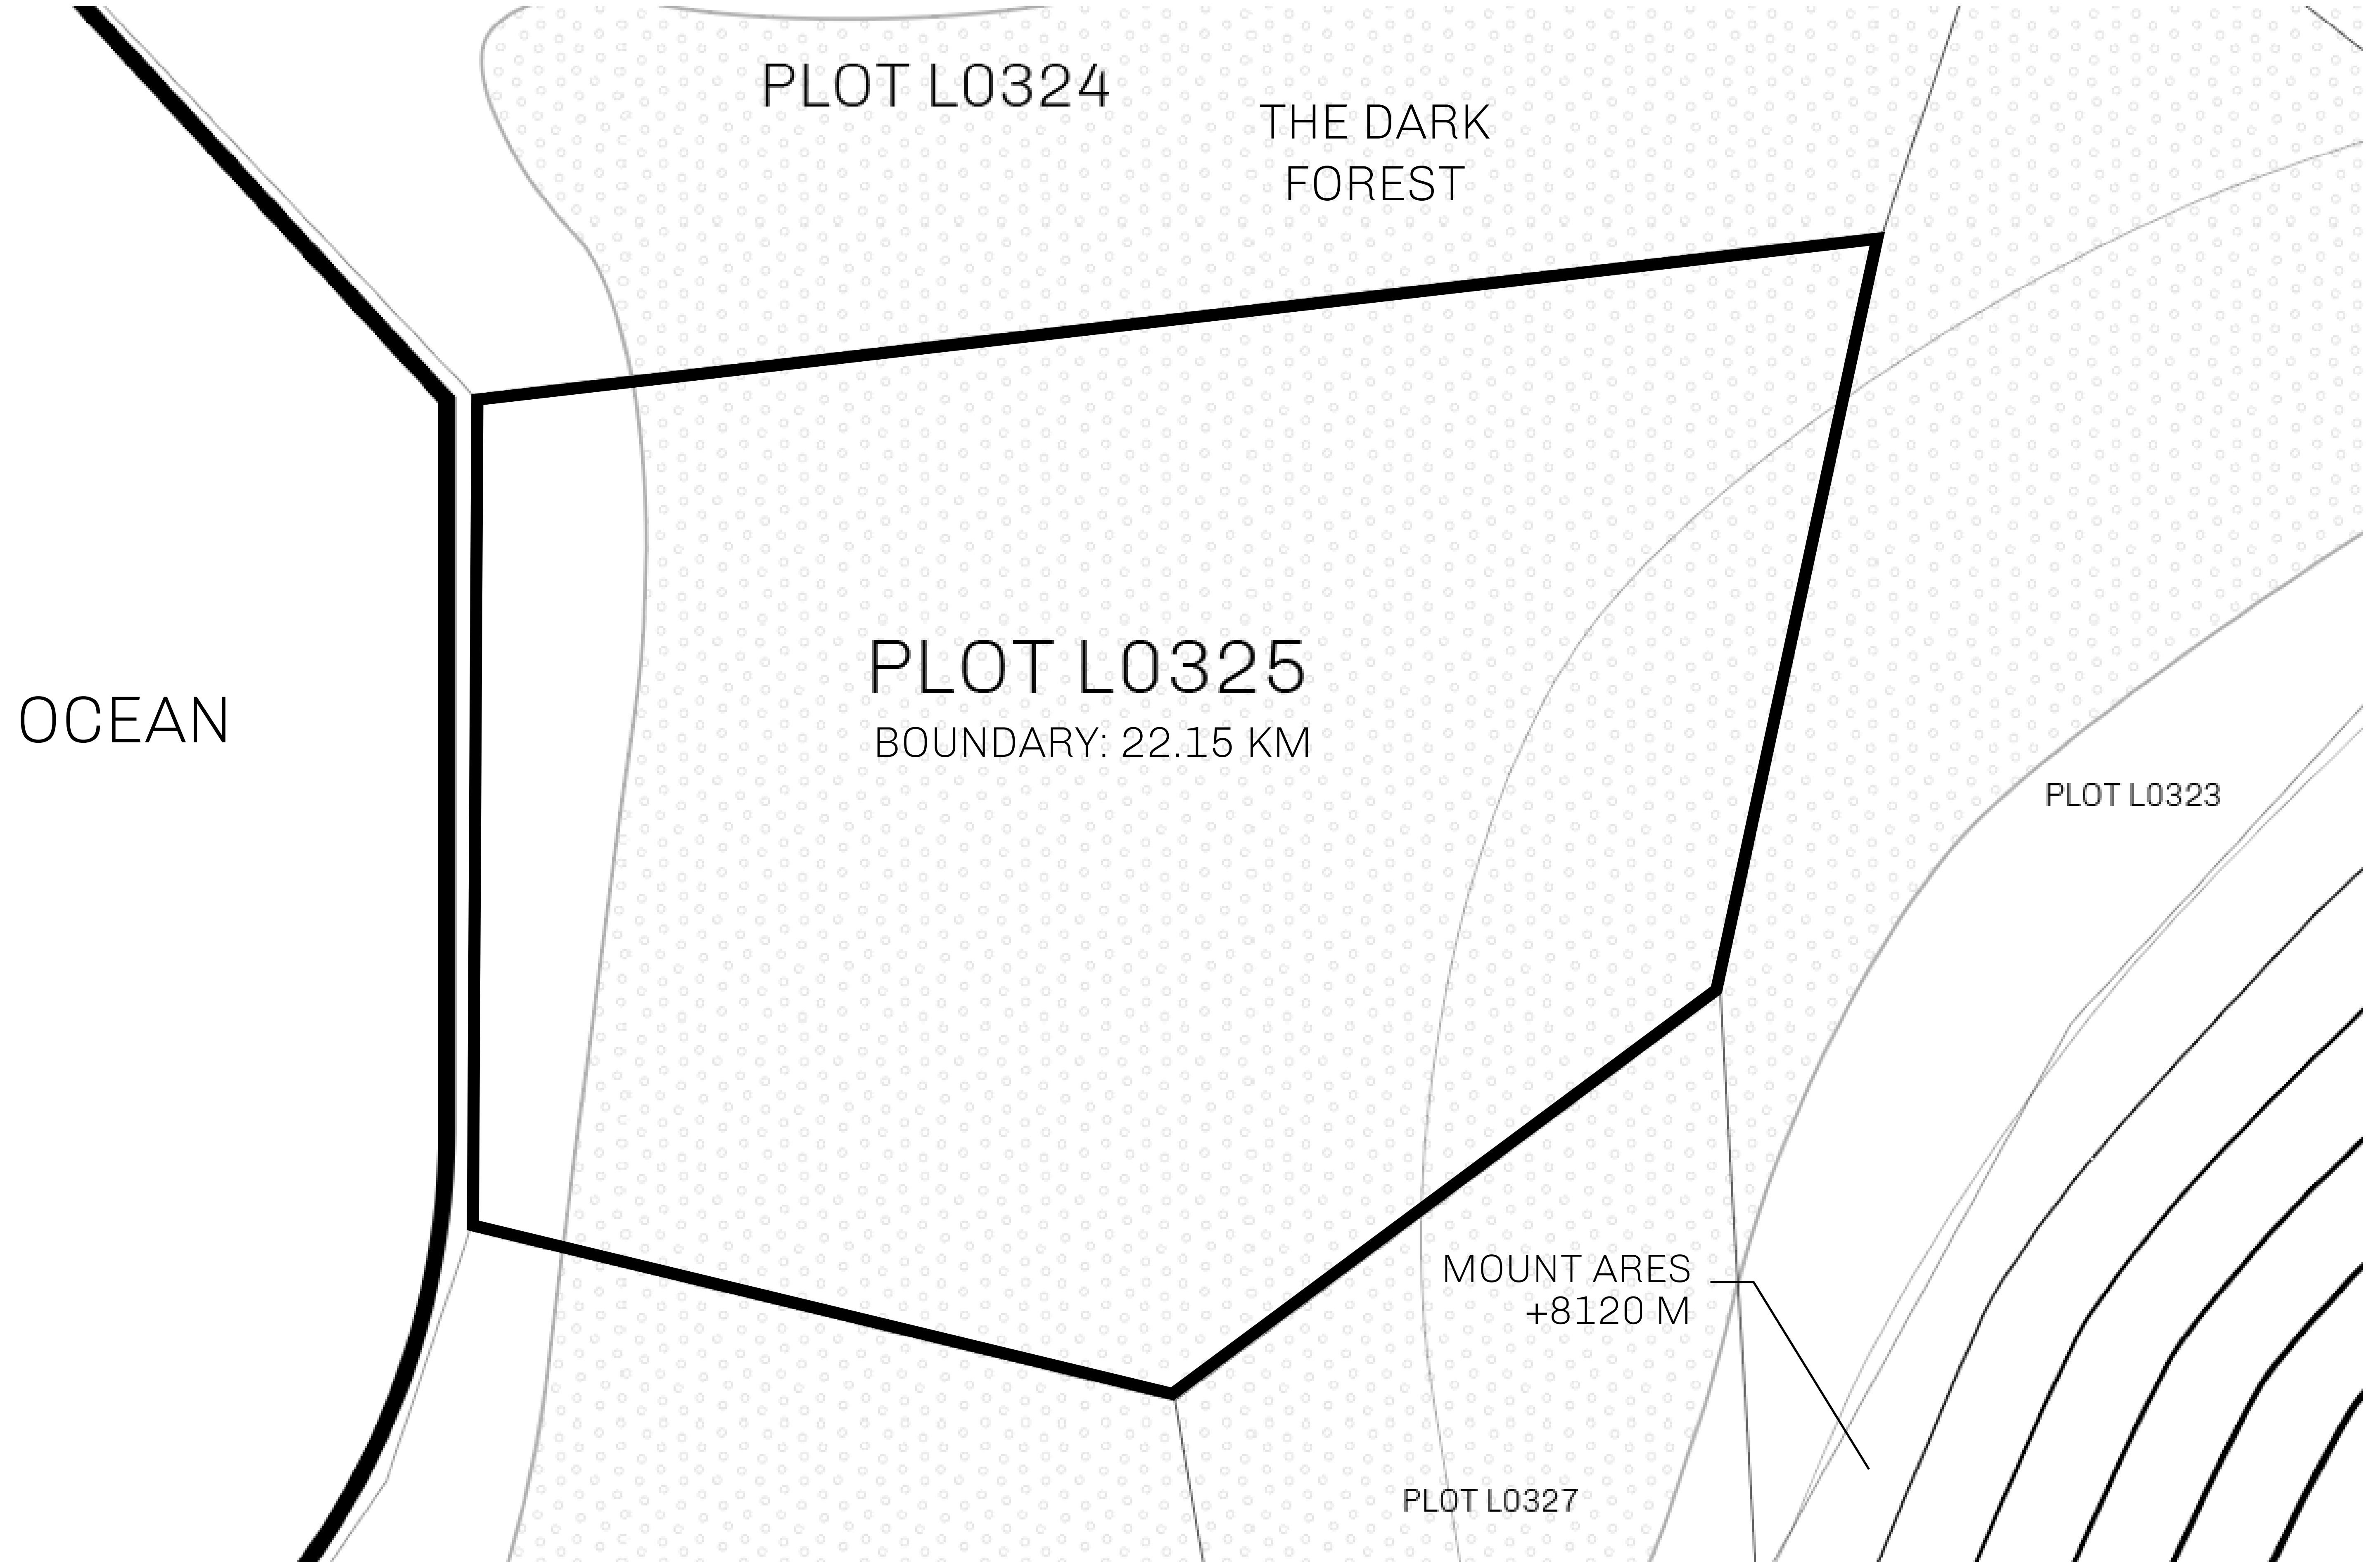 PLOT L0324
THE DARK
FOREST
PLOT L0325
BOUNDARY: 22.15 KM
OCEAN
PLOT L0323
MOUNT ARES
+8120 M
PLOT L0327